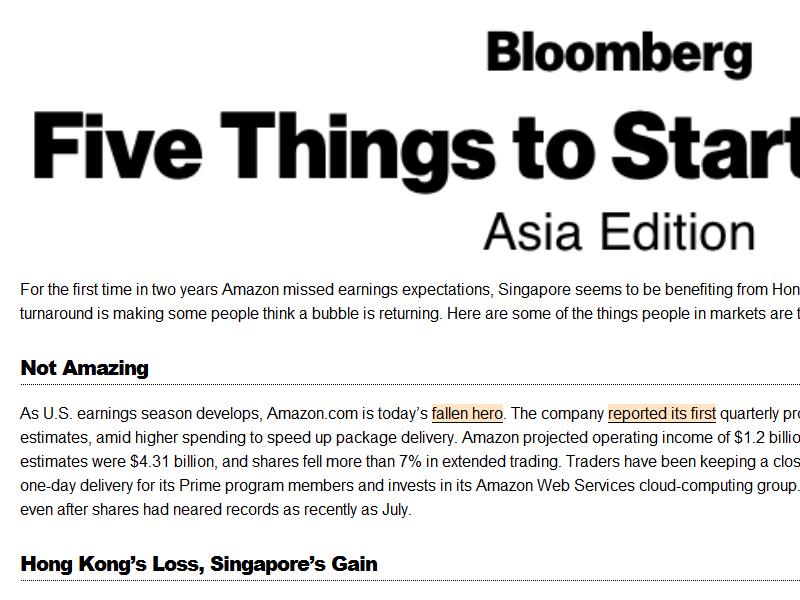 Bloomberg
Five Things to Start
Asia Edition
For the first time in two years Amazon missed earnings expectations, Singapore seems to be benefiting from Hon
turnaround is making some people think a bubble is returning. Here are some of the things people in markets are t
Not Amazing
As U.S. earnings season develops, Amazon.com is today’s fallen hero. The company reported its first quarterly pro
estimates, amid higher spending to speed up package delivery. Amazon projected operating income of $1.2 billio
estimates were $4.31 billion, and shares fell more than 7% in extended trading. Traders have been keeping a clos
one-day delivery for its Prime program members and invests in its Amazon Web Services cloud-computing group.
even after shares had neared records as recently as July.
Hong Kong’s Loss, Singapore’s Gain